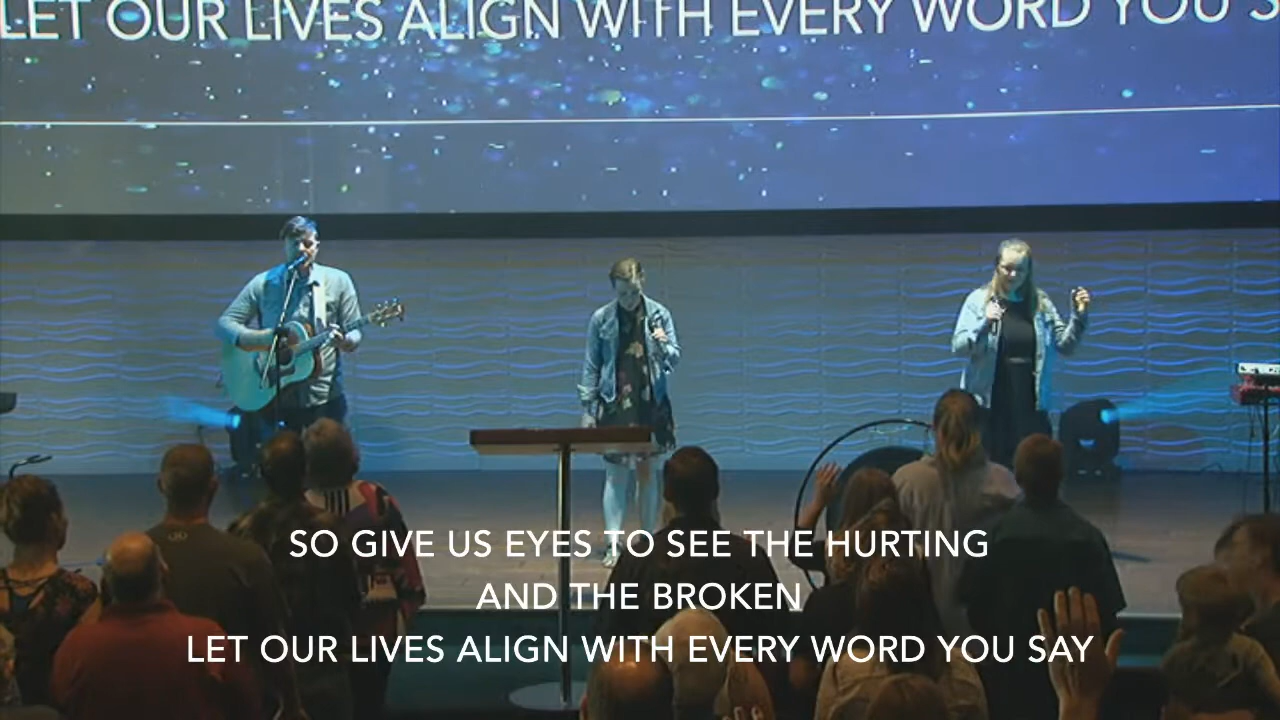 LET OUR LIVES ALIGN WITH EVERY WORD YOU S
SO GIVE US EYES TO SEE THE HURTING
AND THE BROKEN
LET OUR LIVES ALIGN WITH EVERY WORD YOU SAY